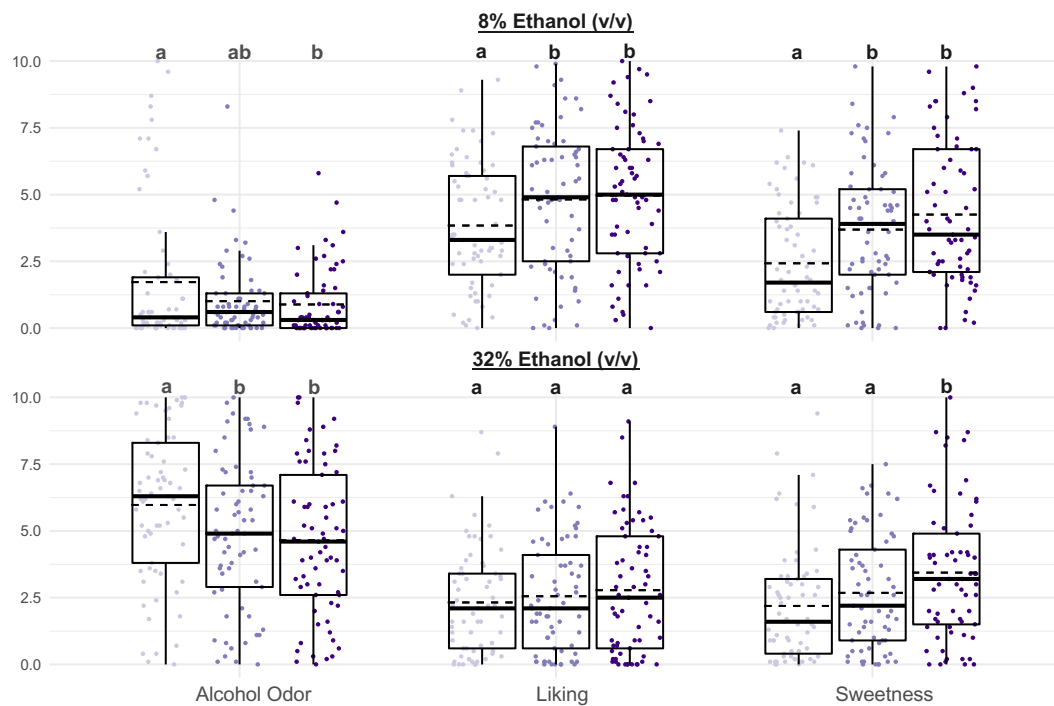 8% Ethanol (v/v)
a ab b a b b a b b
10.0
7.5
5.0
2.5
0.0
32% Ethanol (v/v)
a b b a a a a a b
10.0
7.5
5.0
2.5
0.0
Alcohol Odor Liking Sweetness